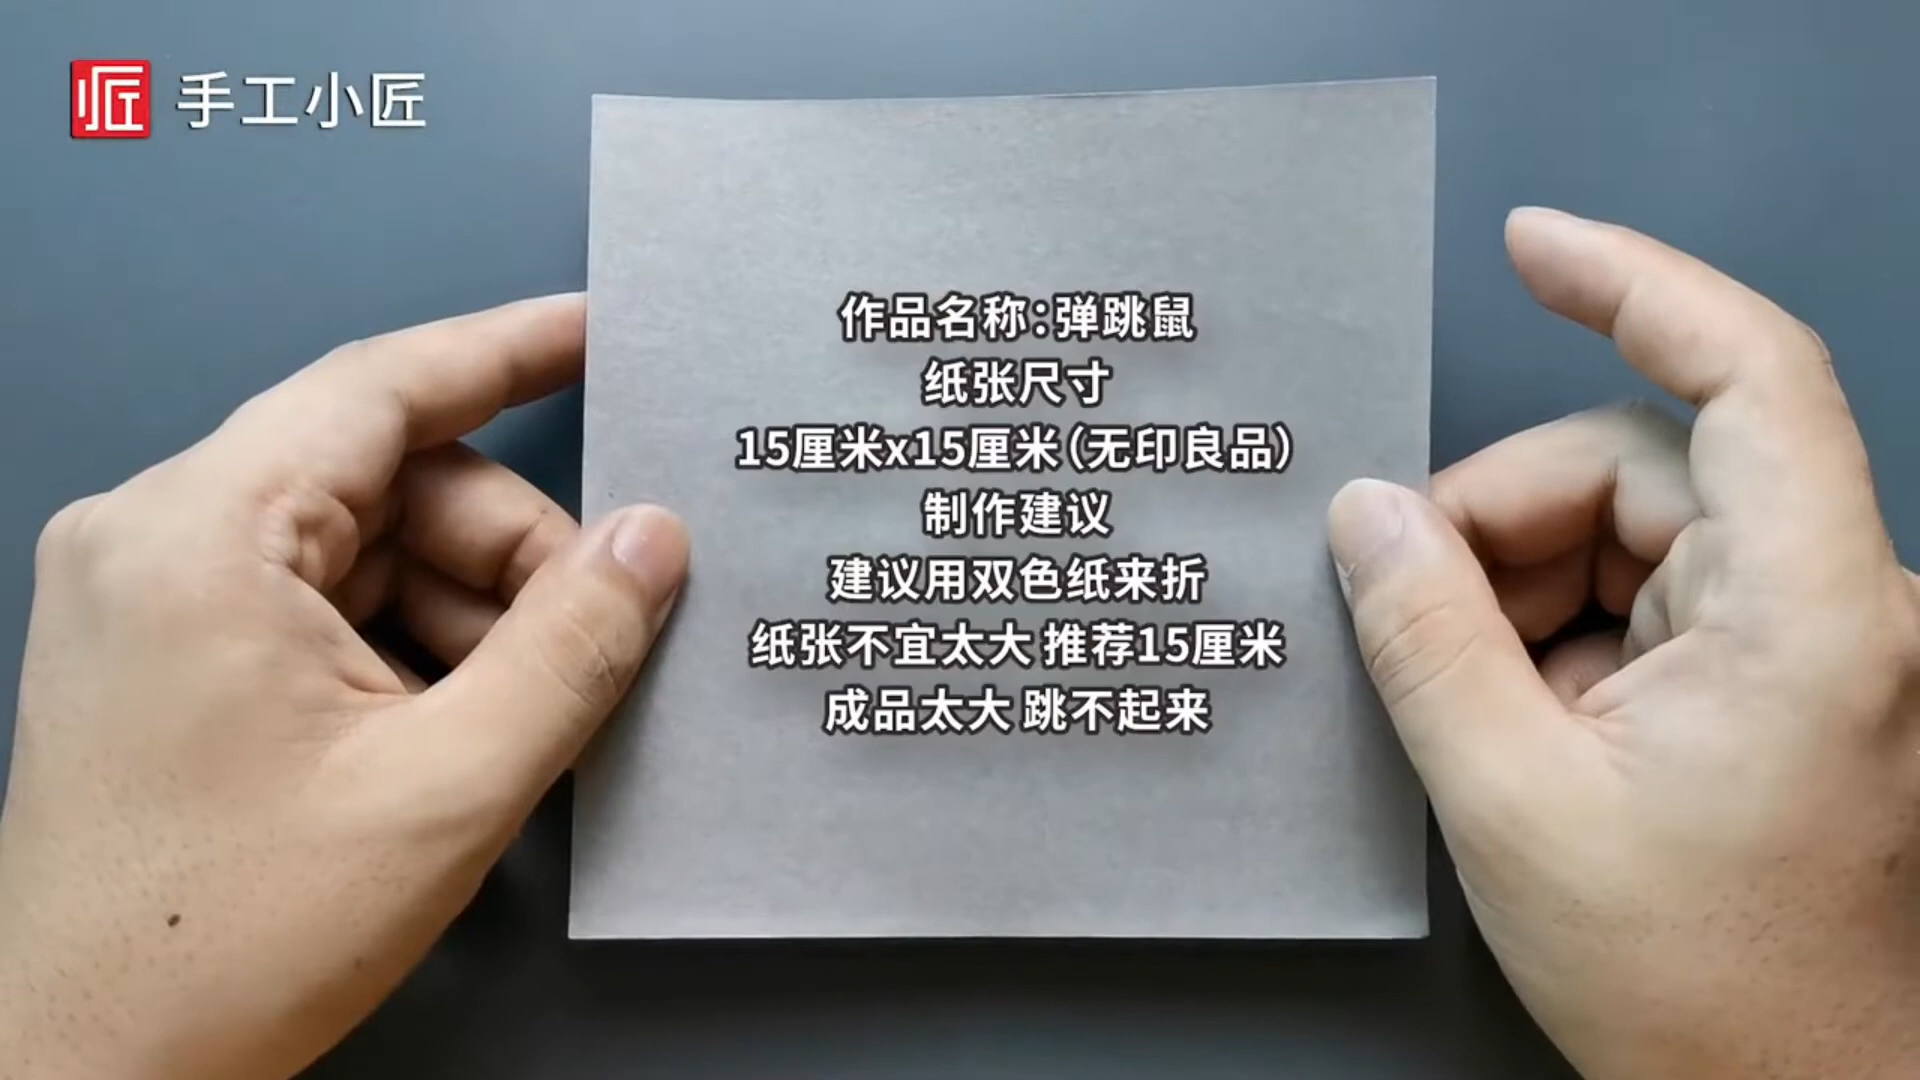 匠 手工小匠
作品名称：弹跳鼠
纸张尺寸
15厘米x15厘米（无印良品）
制作建议
建议用双色纸来折
纸张不宜太大 推荐15厘米
成品太大 跳不起来